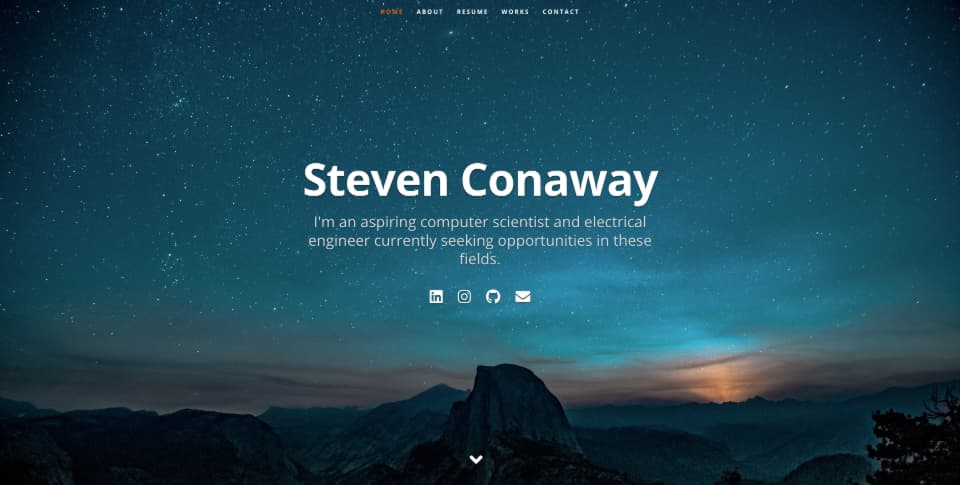 HOME ABOUT RESUME WORKS CONTACT
Steven Conaway
I'm an aspiring computer scientist and electrical
engineer currently seeking opportunities in these
fields.